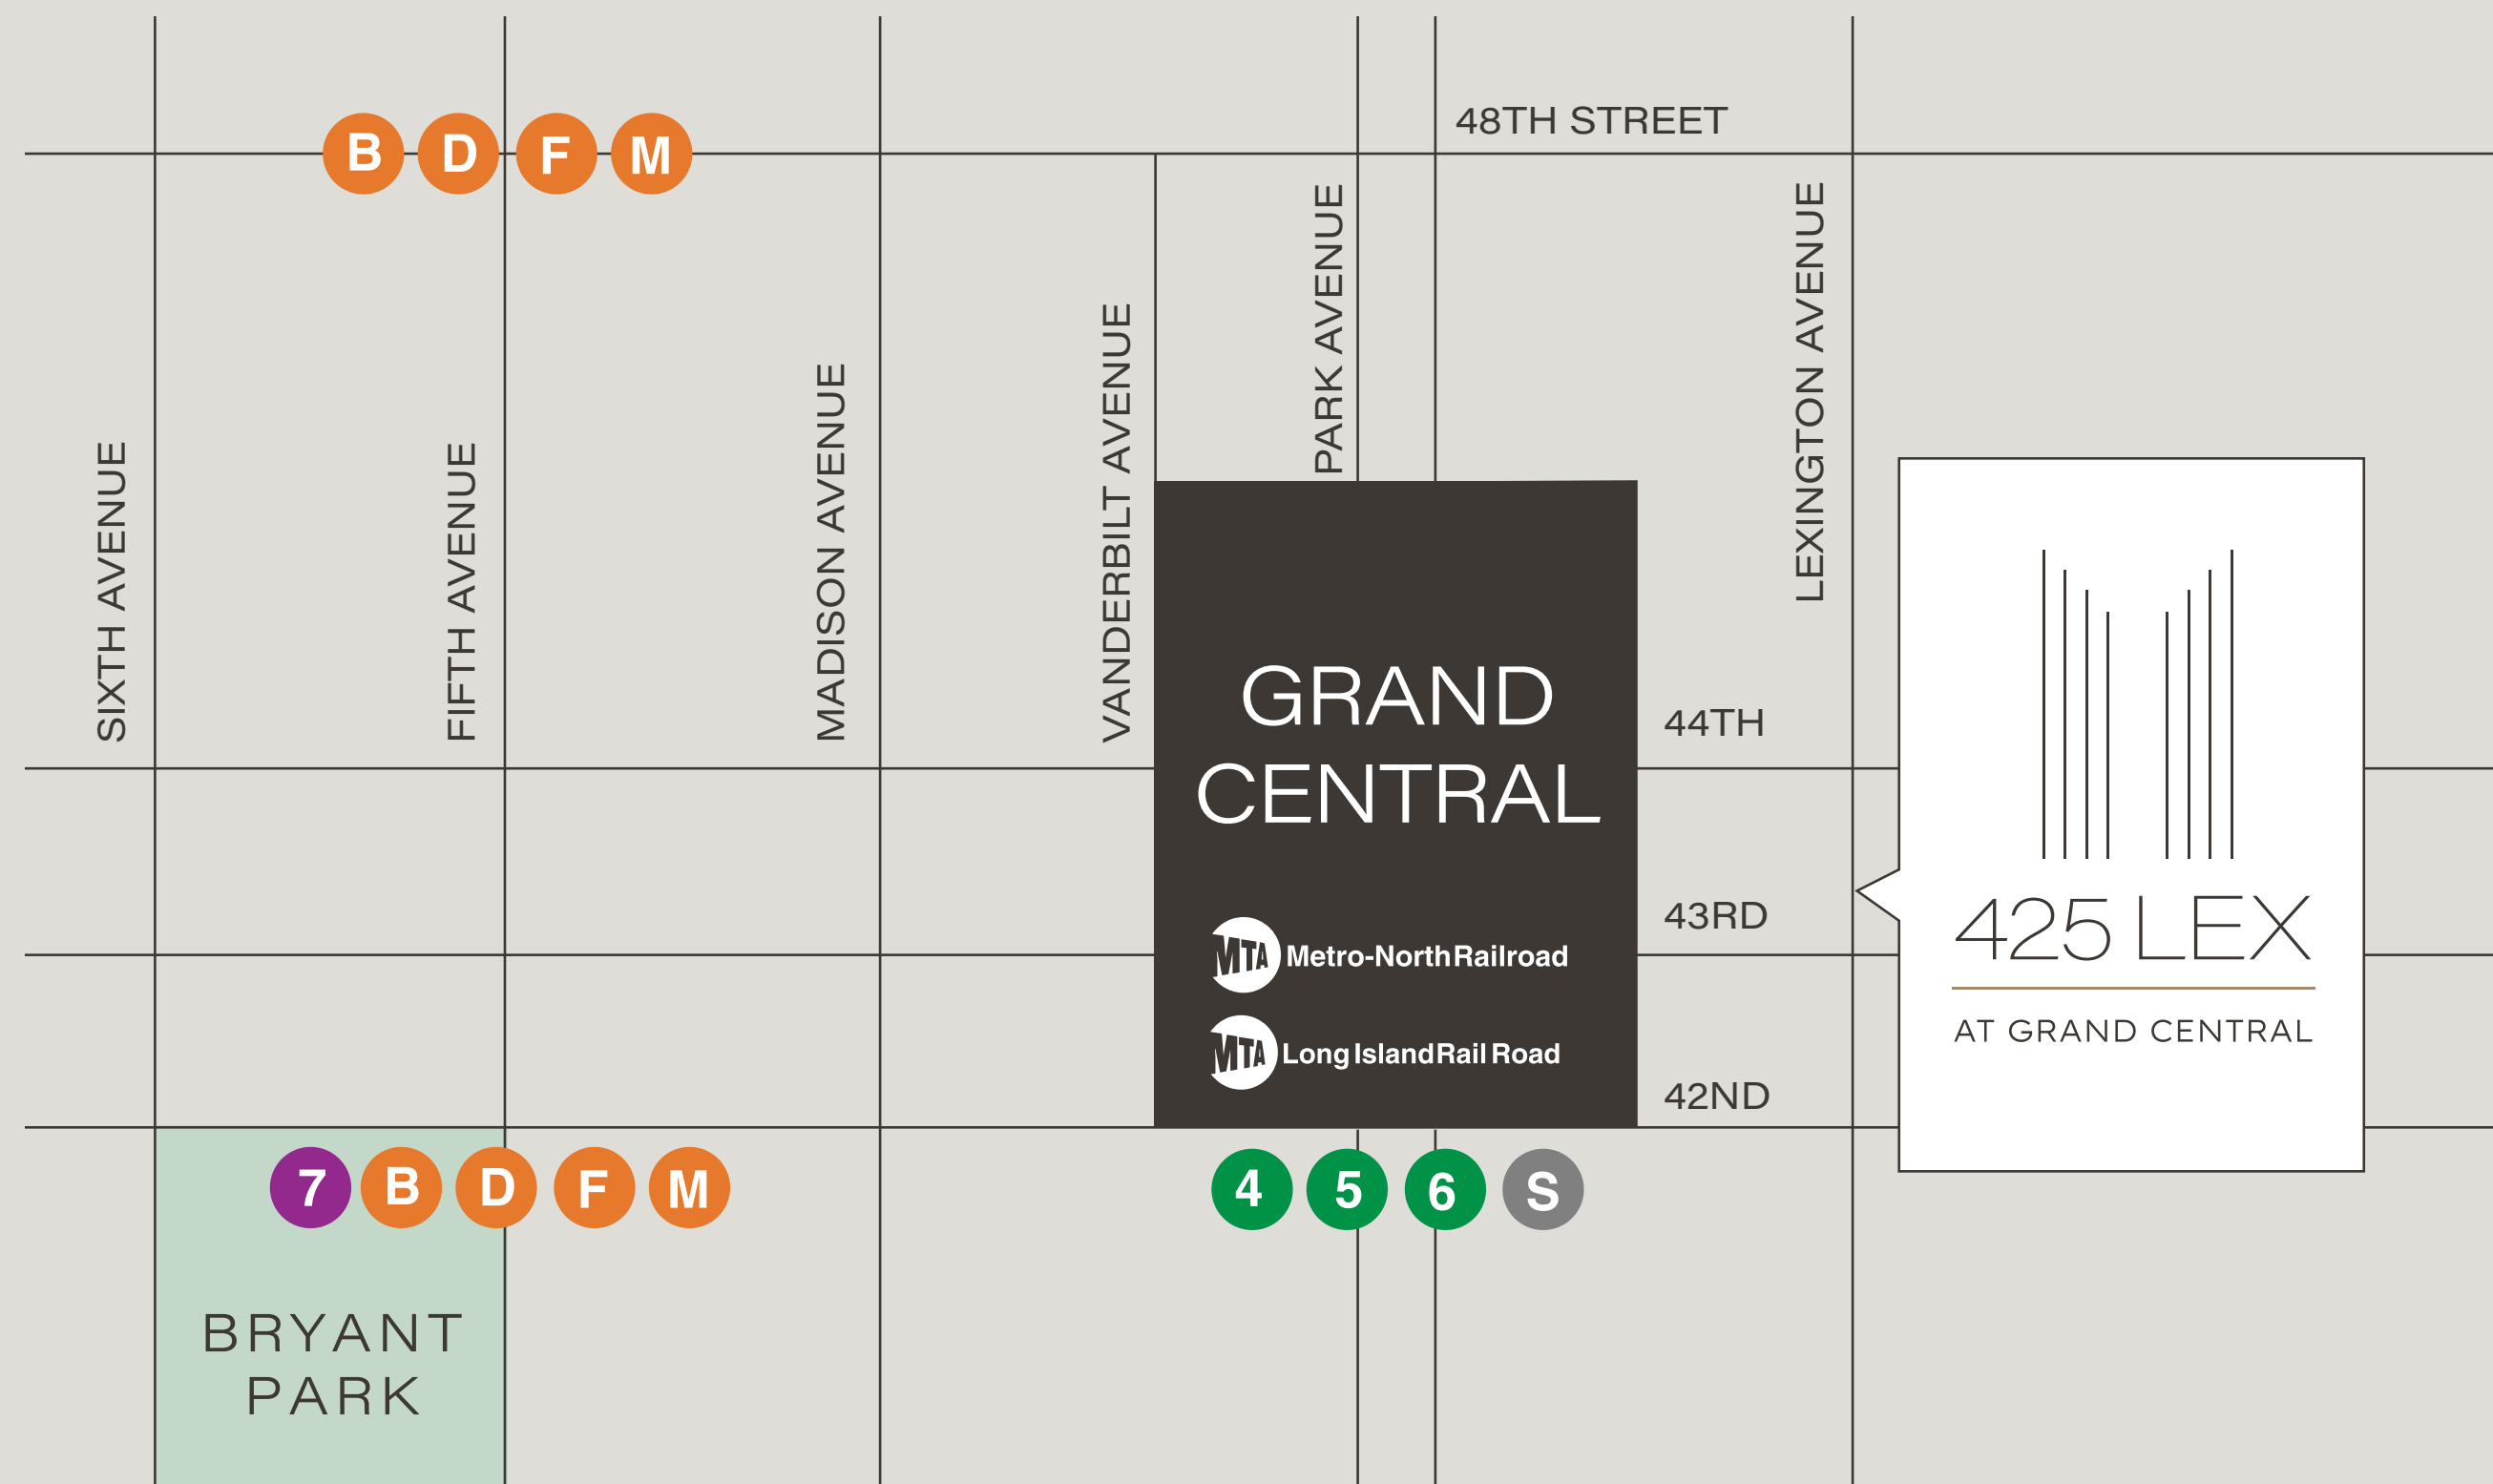 48TH STREET
B D F M
SIXTH AVENUE
FIFTH AVENUE
MADISON AVENUE
VANDERBILT AVENUE
PARK AVENUE
LEXINGTON AVENUE
GRAND
CENTRAL
MTA Metro-North Railroad
MTA Long Island Rail Road
44TH
43RD
42ND
425 LEX
AT GRAND CENTRAL
7 B D F M
4 5 6 S
BRYANT
PARK